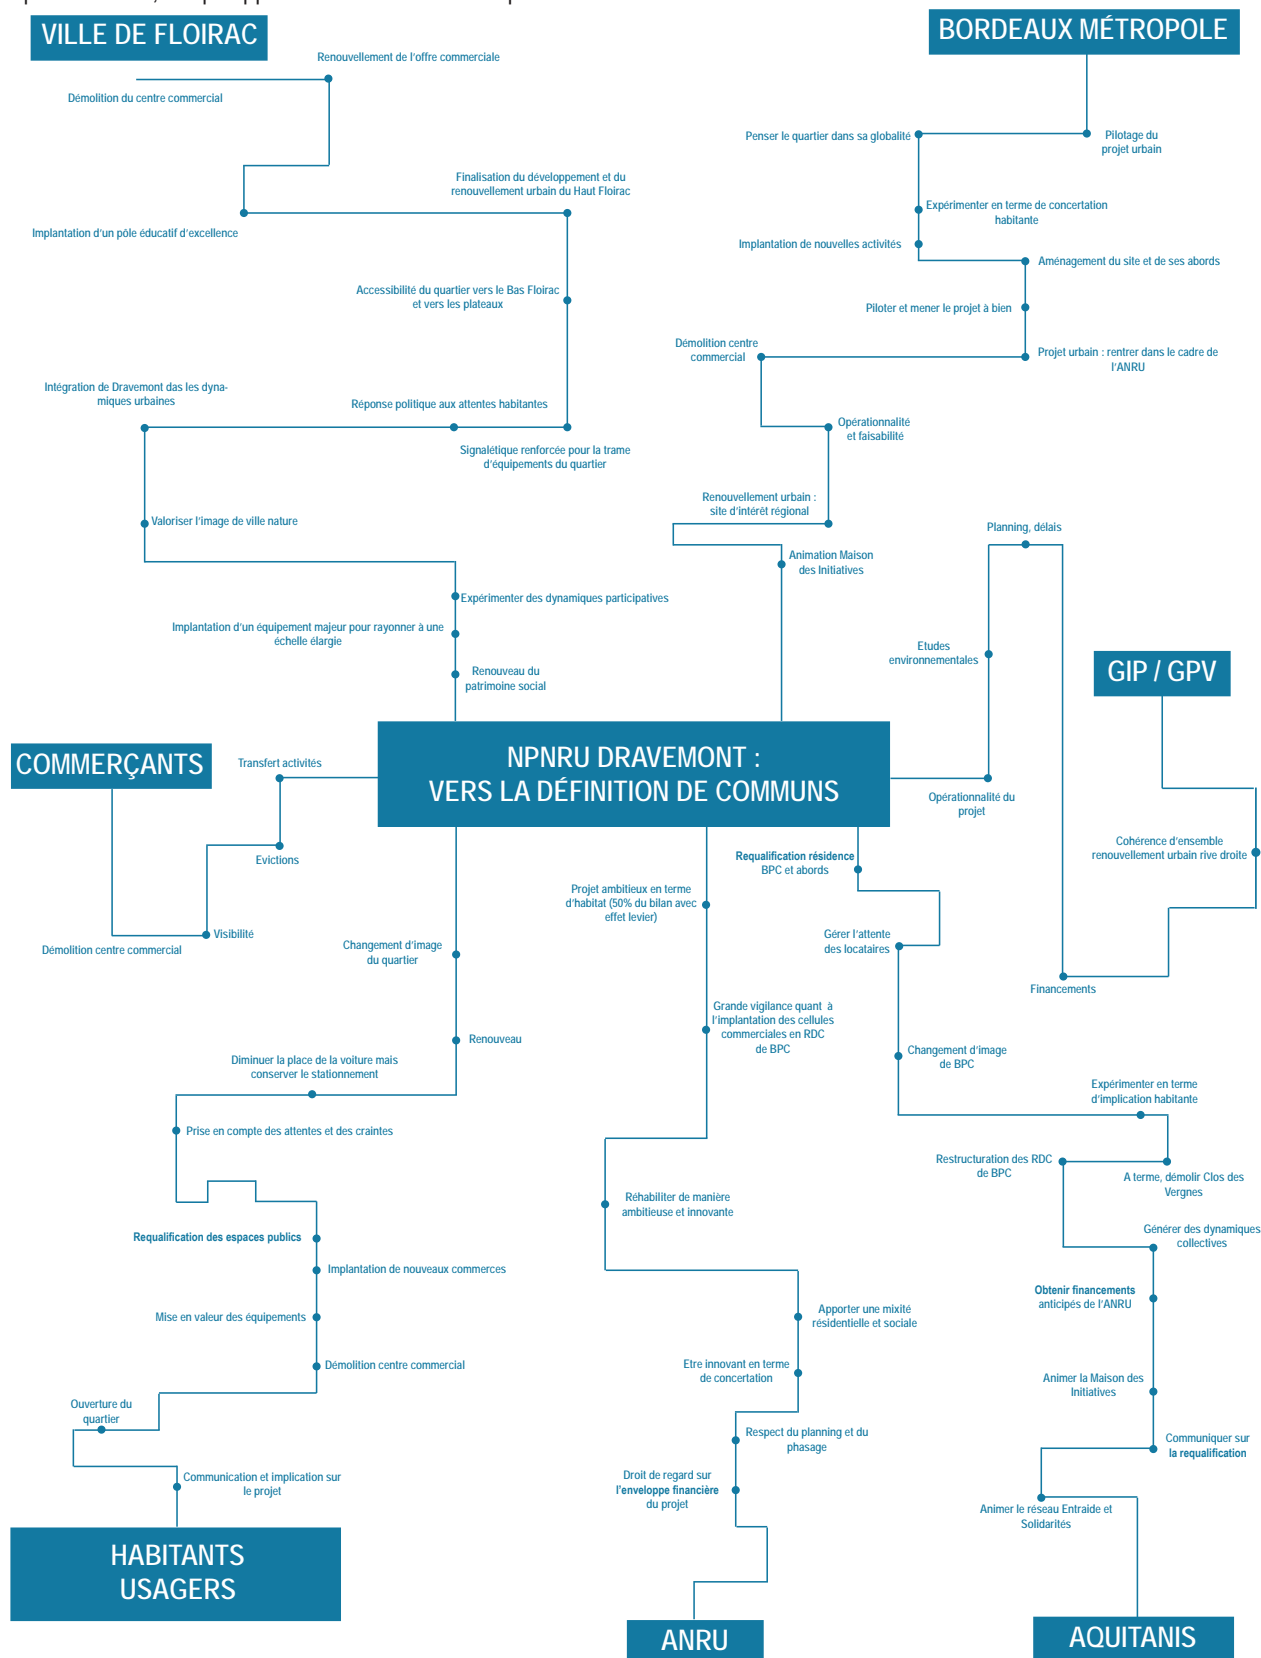 VILLE DE FLOIRAC
Renouvellement de l'offre commerciale
Démolition du centre commercial
Finalisation du développement et du
renouvellement urbain du Haut Floirac
Implantation d'un pôle éducatif d'excellence
Accessibilité du quartier vers le Bas Floirac
et vers les plateaux
Intégration de Dravemont das les dyna-
miques urbaines
Réponse politique aux attentes habitantes
Signalétique renforcée pour la trame
d'équipements du quartier
Valoriser l'image de ville nature
Expérimenter des dynamiques participatives
Implantation d'un équipement majeur pour rayonner à une
échelle élargie
Renouveau du
patrimoine social
BORDEAUX MÉTROPOLE
Penser le quartier dans sa globalité
Pilotage du
projet urbain
Expérimenter en terme de concertation
habitante
Implantation de nouvelles activités
Aménagement du site et de ses abords
Piloter et mener le projet à bien
Démolition centre
commercial
Projet urbain : rentrer dans le cadre de
l'ANRU
Opérationnalité
et faisabilité
Renouvellement urbain :
site d'intérêt régional
Animation Maison
des Initiatives
Planning, délais
Etudes
environnementales
GIP / GPV
Opérationnalité du
projet
Cohérence d'ensemble
renouvellement urbain rive droite
Financements
NPNRU DRAVEMONT :
VERS LA DÉFINITION DE COMMUNS
COMMERÇANTS
Transfert activités
Evictions
Visibilité
Démolition centre commercial
Changement d'image
du quartier
Renouveau
Diminuer la place de la voiture mais
conserver le stationnement
Prise en compte des attentes et des craintes
Requalification des espaces publics
Implantation de nouveaux commerces
Mise en valeur des équipements
Démolition centre commercial
Ouverture du
quartier
Communication et implication sur
le projet
HABITANTS
USAGERS
Projet ambitieux en terme
d'habitat (50% du bilan avec
effet levier)
Grande vigilance quant à
l'implantation des cellules
commerciales en RDC
de BPC
Réhabiliter de manière
ambitieuse et innovante
Apporter une mixité
résidentielle et sociale
Etre innovant en terme
de concertation
Respect du planning et du
phasage
Droit de regard sur
l'enveloppe financière
du projet
ANRU
Requalification résidence
BPC et abords
Gérer l'attente
des locataires
Changement d'image
de BPC
Expérimenter en terme
d'implication habitante
Restructuration des RDC
de BPC
A terme, démolir Clos des
Vergnes
Générer des dynamiques
collectives
Obtenir financements
anticipés de l'ANRU
Animer la Maison des
Initiatives
Communiquer sur
la requalification
Animer le réseau Entraide et
Solidarités
AQUITANIS